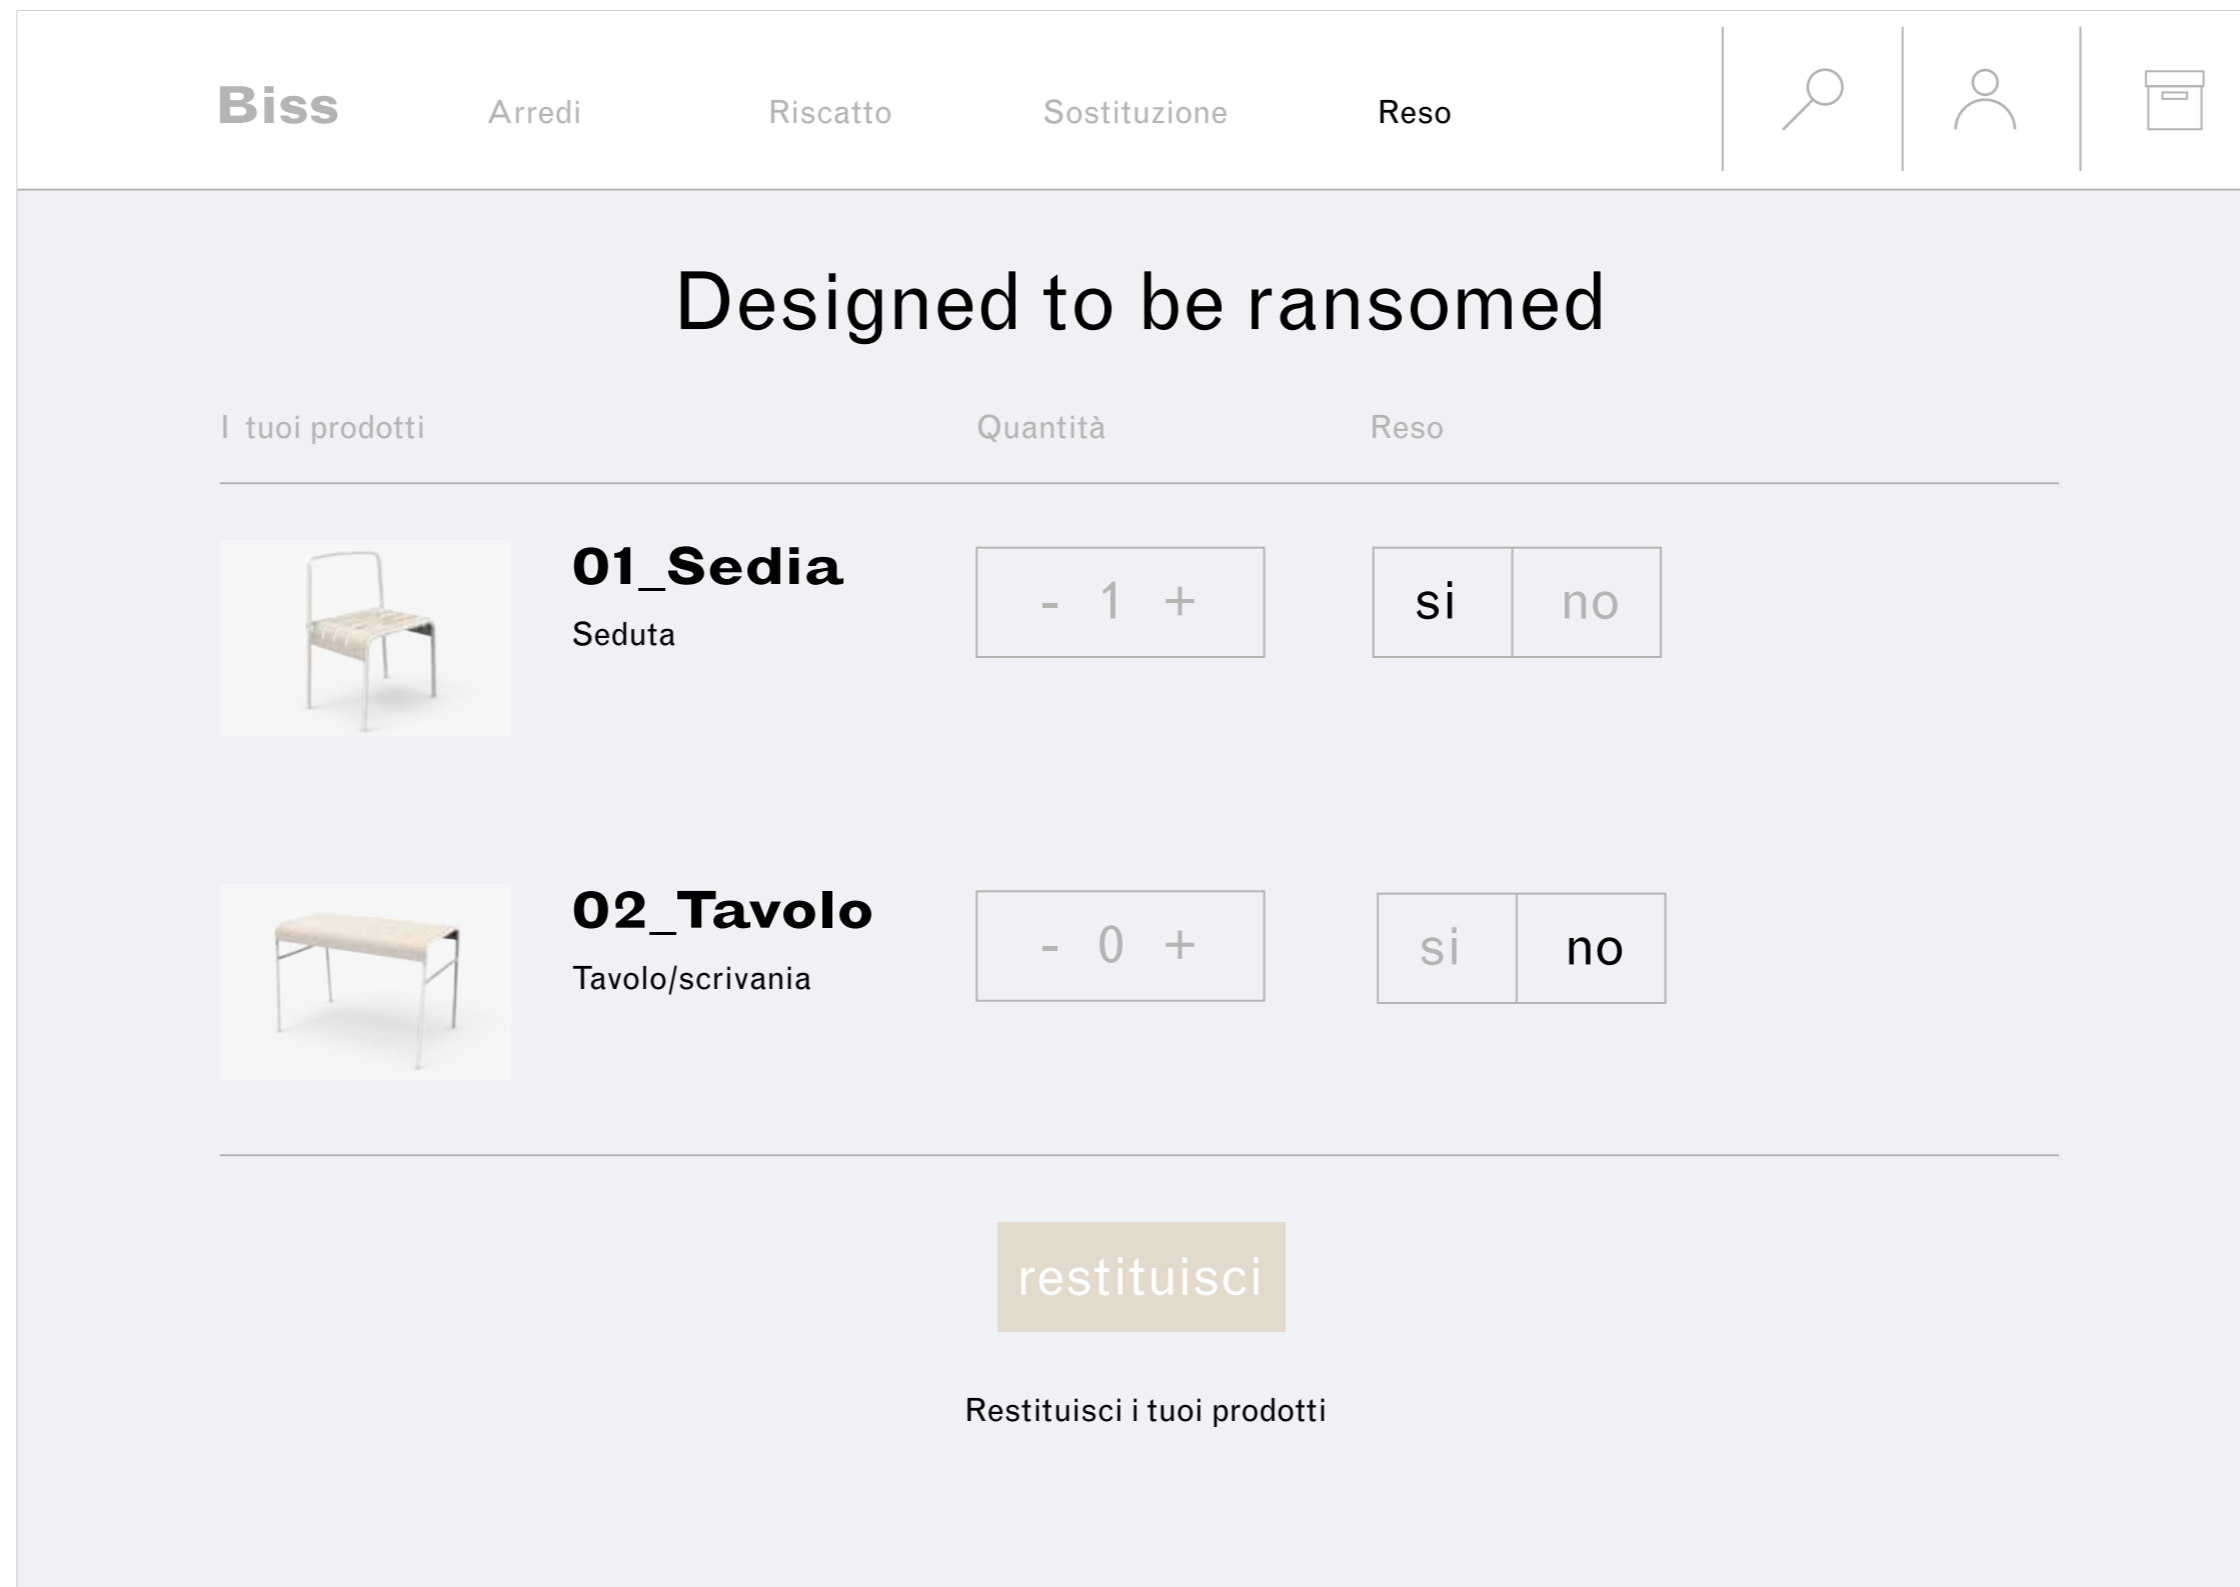 Biss Arredi Riscatto Sostituzione Reso
Designed to be ransomed
I tuoi prodotti Quantità Reso
01_Sedia
Seduta
- 1 +
si no
02_Tavolo
Tavolo/scrivania
- 0 +
si no
restituisci
Restituisci i tuoi prodotti